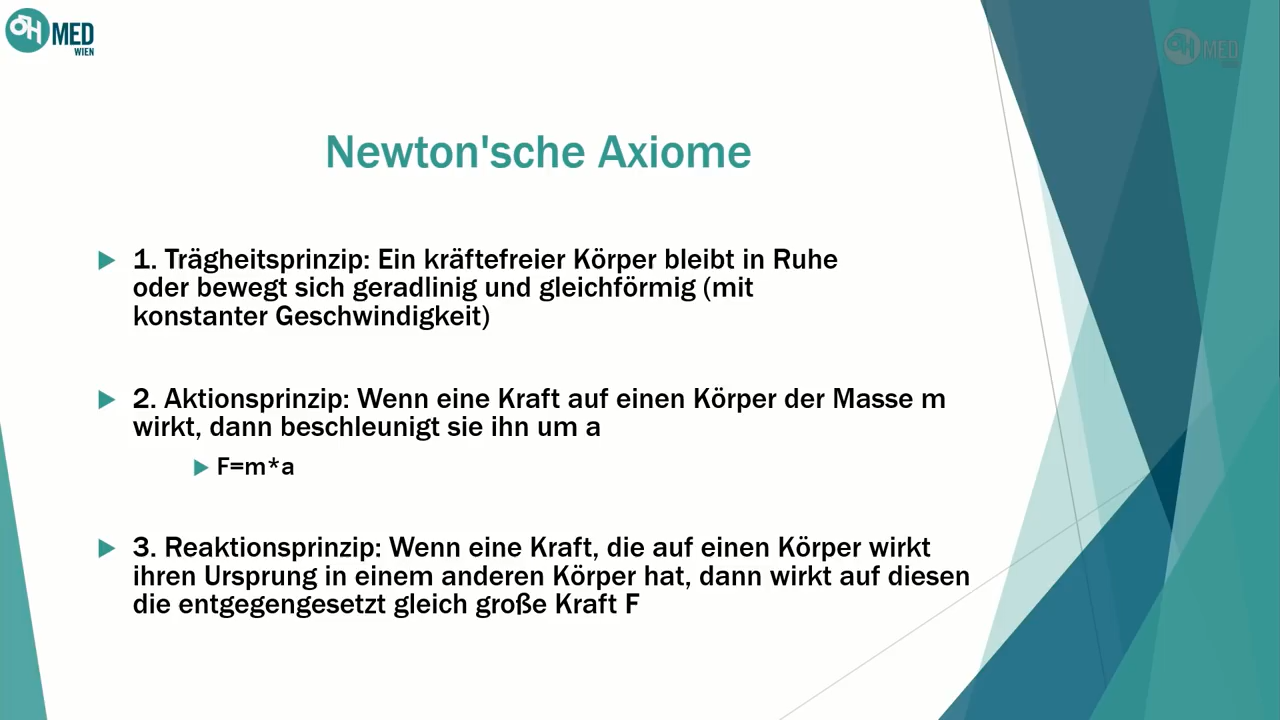 ÖH MED
WIEN
ÖH MED
Newton'sche Axiome
1. Trägheitsprinzip: Ein kräftefreier Körper bleibt in Ruhe
oder bewegt sich geradlinig und gleichförmig (mit
konstanter Geschwindigkeit)
2. Aktionsprinzip: Wenn eine Kraft auf einen Körper der Masse m
wirkt, dann beschleunigt sie ihn um a
F=m*a
3. Reaktionsprinzip: Wenn eine Kraft, die auf einen Körper wirkt
ihren Ursprung in einem anderen Körper hat, dann wirkt auf diesen
die entgegengesetzt gleich große Kraft F